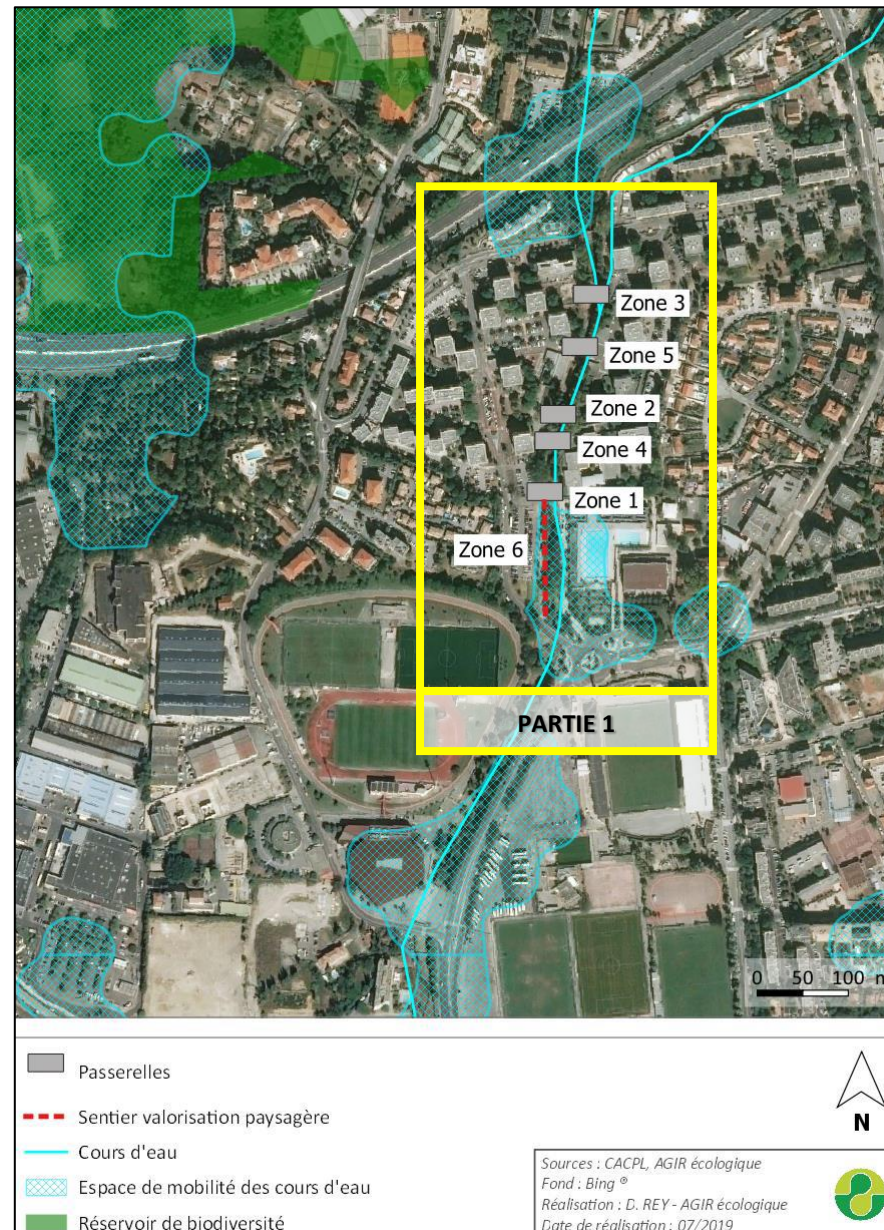 Zone 3
Zone 5
Zone 2
Zone 4
Zone 1
Zone 6
PARTIE 1
0 50 100 m
Passerelles
Sentier valorisation paysagère
Cours d'eau
Espace de mobilité des cours d'eau
Réservoir de biodiversité
N
Sources : CACPL, AGIR écologique
Fond : Bing ®
Réalisation : D. REY - AGIR écologique
Date de réalisation : 07/2019